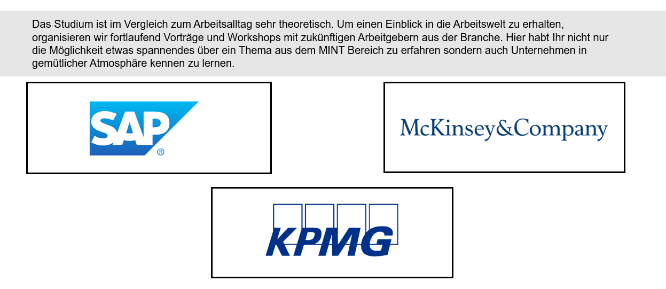 Das Studium ist im Vergleich zum Arbeitsalltag sehr theoretisch. Um einen Einblick in die Arbeitswelt zu erhalten,
organisieren wir fortlaufend Vorträge und Workshops mit zukünftigen Arbeitgebern aus der Branche. Hier habt Ihr nicht nur
die Möglichkeit etwas spannendes über ein Thema aus dem MINT Bereich zu erfahren sondern auch Unternehmen in
gemütlicher Atmosphäre kennen zu lernen.
SAP ®
McKinsey&Company
KPMG